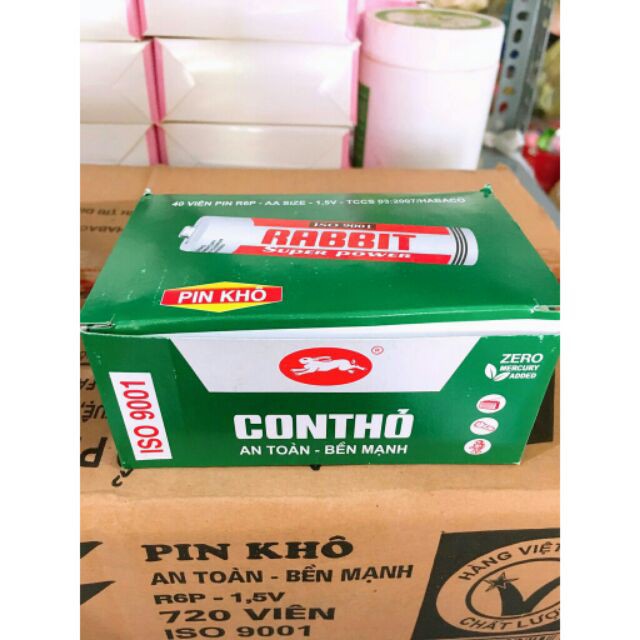 40 VIÊN PIN R6P - AA SIZE - 1,5V - TCCS 93:2007/HABACO
ISO 9001
RABBIT
SUPER POWER
PIN KHÔ
®
ZERO
MERCURY
ADDED
ISO 9001
CONTHỎ
AN TOÀN - BỀN MẠNH
PIN KHÔ
AN TOÀN - BỀN MẠNH
R6P - 1,5V
720 VIÊN
ISO 9001
HÀNG VIỆT
CHẤT LƯỢ